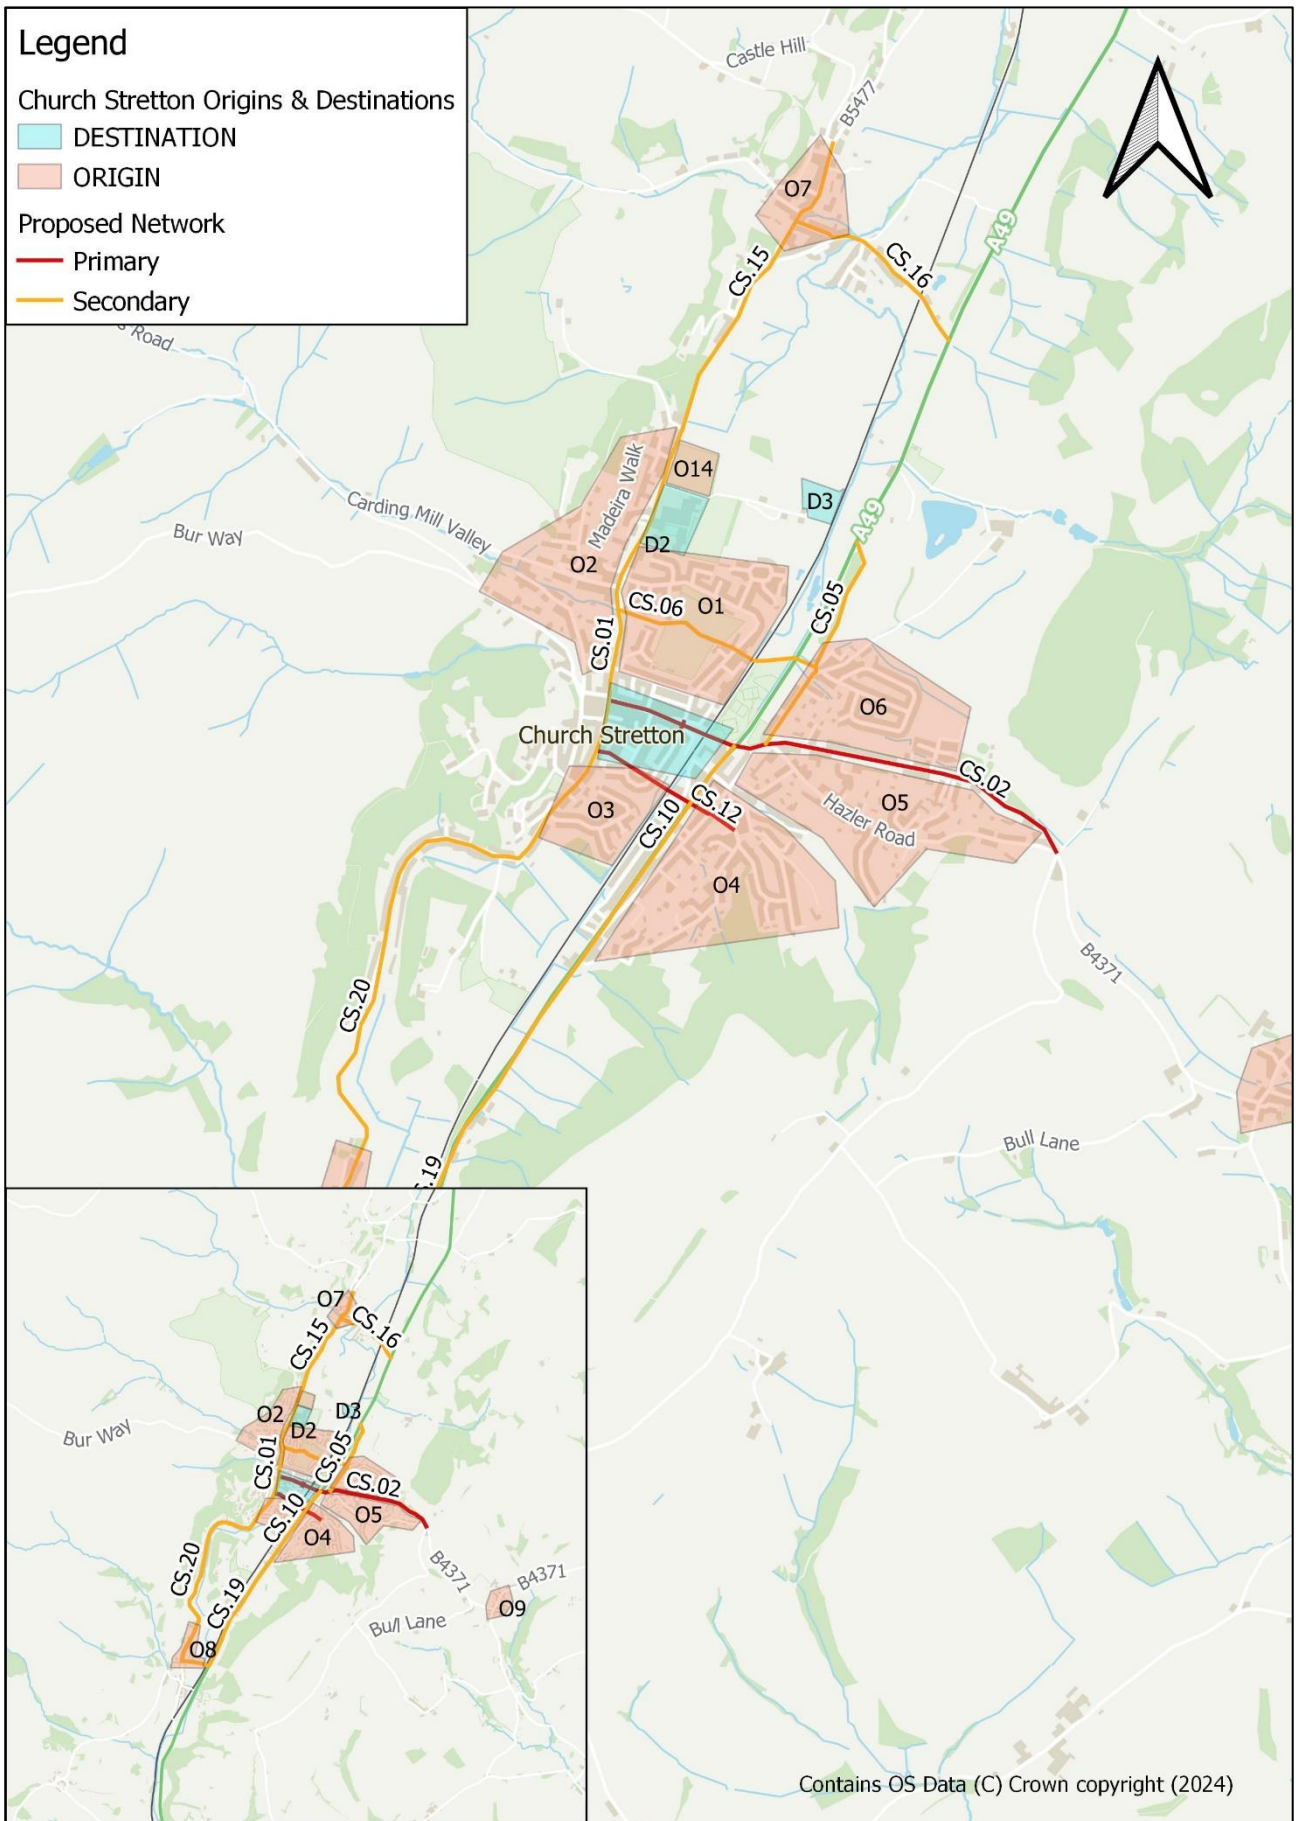 Legend
Church Stretton Origins & Destinations
DESTINATION
ORIGIN
Proposed Network
Primary
Secondary
Castle Hill
B5477
O7
A49
CS.16
CS.15
Road
Madeira Walk
O14
Carding Mill Valley
D3
Bur Way
A49
D2
O2
CS.06
O1
CS.05
CS.01
O6
Church Stretton
CS.02
CS.12
O3
O5
Hazler Road
CS.10
O4
B4371
CS.20
Bull Lane
.19
O7
CS.16
CS.15
O2
D3
D2
Bur Way
CS.01
CS.05
CS.02
CS.10
O5
O4
CS.20
B4371
B4371
CS.19
O9
Bull Lane
O8
Contains OS Data (C) Crown copyright (2024)